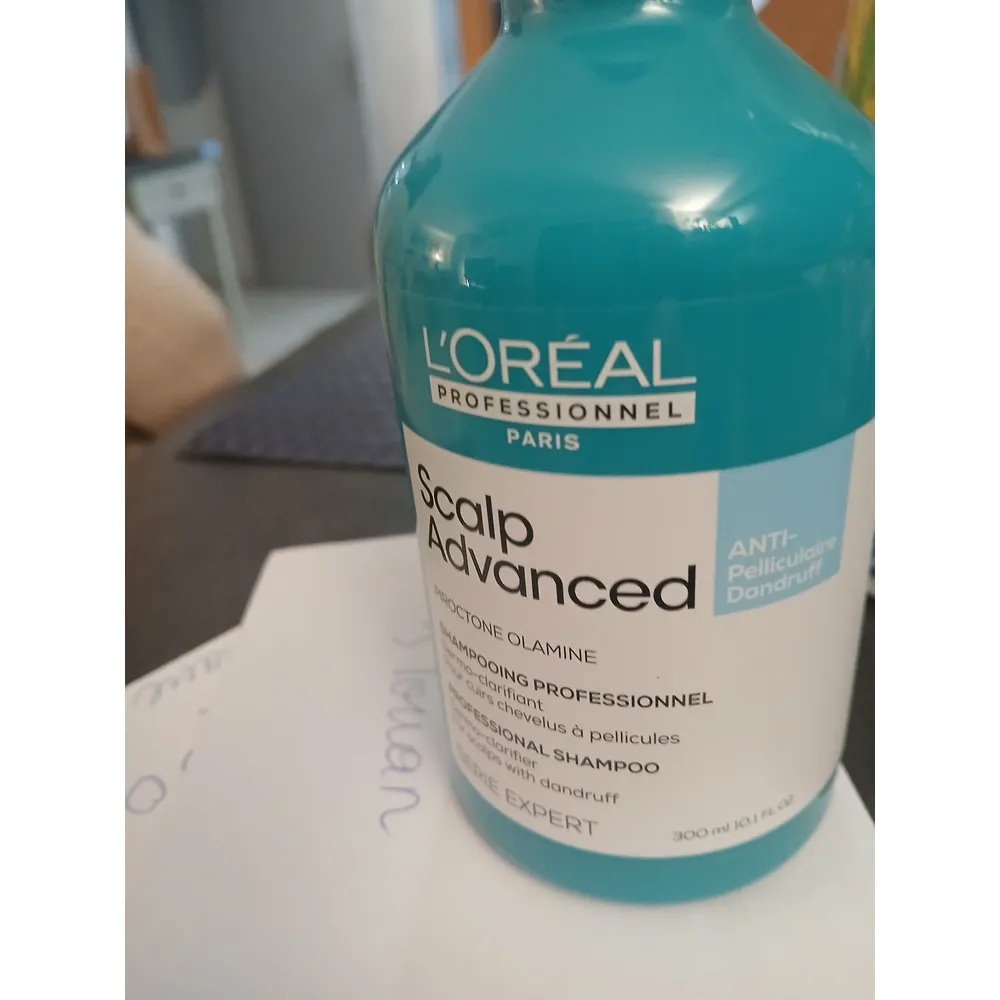 L'ORÉAL
PROFESSIONNEL
PARIS
Scalp
Advanced
ANTI-
Pelliculaire
Dandruff
PIROCTONE OLAMINE
SHAMPOOING PROFESSIONNEL
Dermo-clarifiant
Pour cuirs chevelus à pellicules
PROFESSIONAL SHAMPOO
Dermo-clarifier
for scalps with dandruff
SERIE EXPERT
300 ml 10.1 FL OZ